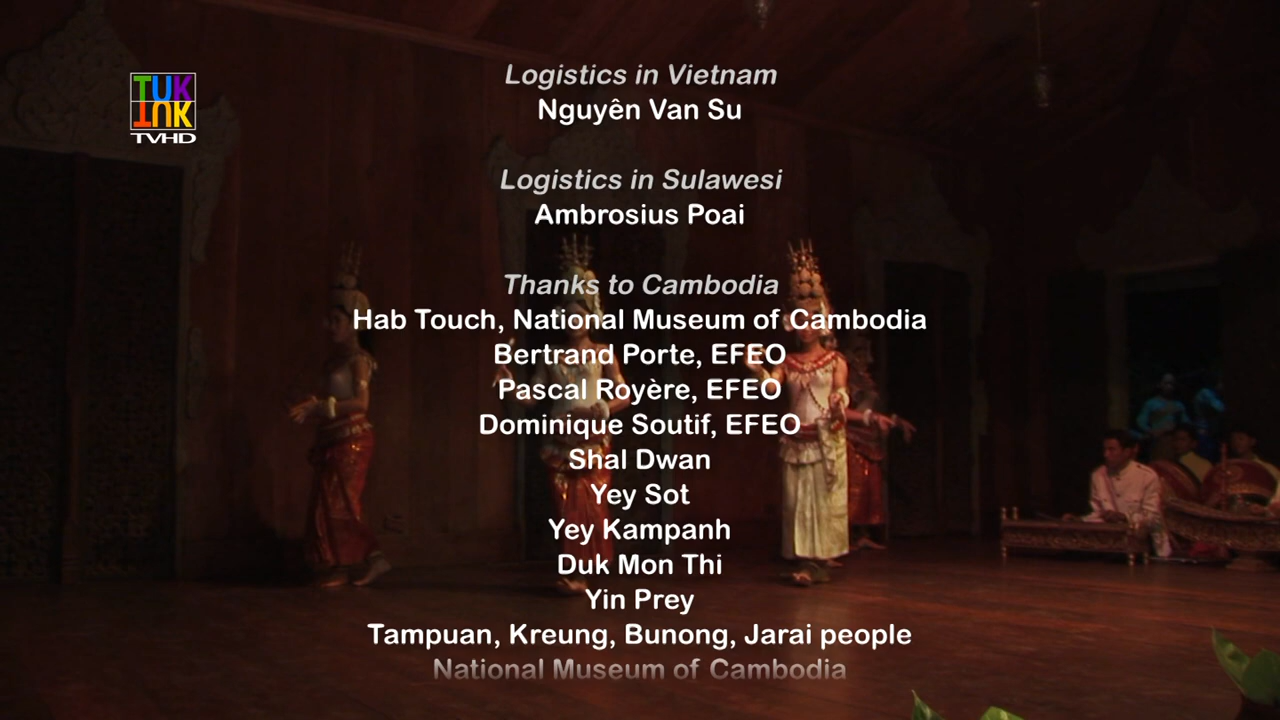 TUK
TUK
TVHD
Logistics in Vietnam
Nguyên Van Su
Logistics in Sulawesi
Ambrosius Poai
Thanks to Cambodia
Hab Touch, National Museum of Cambodia
Bertrand Porte, EFEO
Pascal Royère, EFEO
Dominique Soutif, EFEO
Shal Dwan
Yey Sot
Yey Kampanh
Duk Mon Thi
Yin Prey
Tampuan, Kreung, Bunong, Jarai people
National Museum of Cambodia